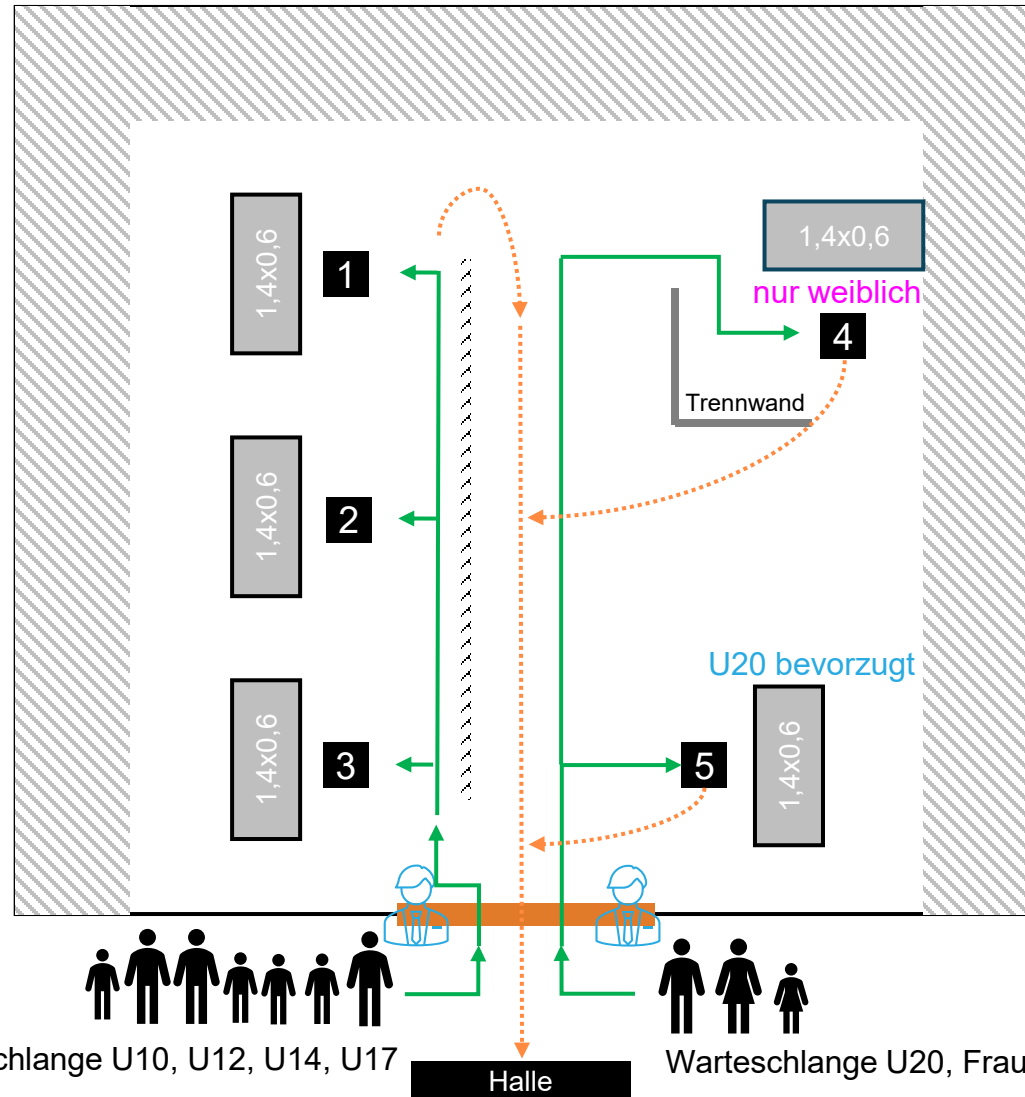 1,4x0,6
1
1,4x0,6
nur weiblich
4
Trennwand
1,4x0,6
2
U20 bevorzugt
1,4x0,6
3
5
1,4x0,6
chlange U10, U12, U14, U17
Warteschlange U20, Frau
Halle